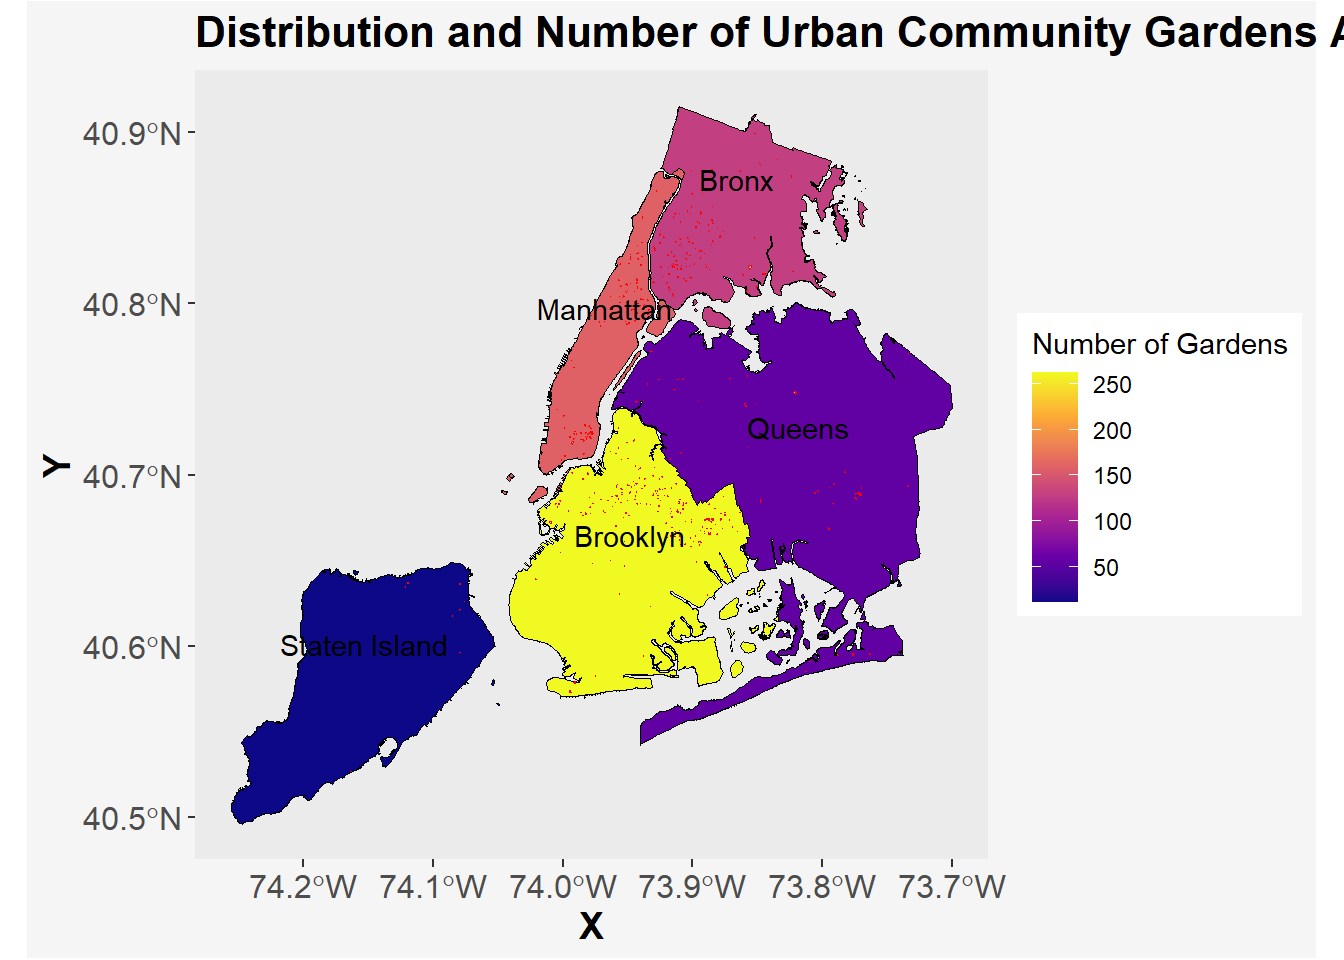 Distribution and Number of Urban Community Gardens A
40.9°N
40.8°N
40.7°N
40.6°N
40.5°N
Y
Bronx
Manhattan
Queens
Brooklyn
Staten Island
74.2°W 74.1°W 74.0°W 73.9°W 73.8°W 73.7°W
X
Number of Gardens
250
200
150
100
50